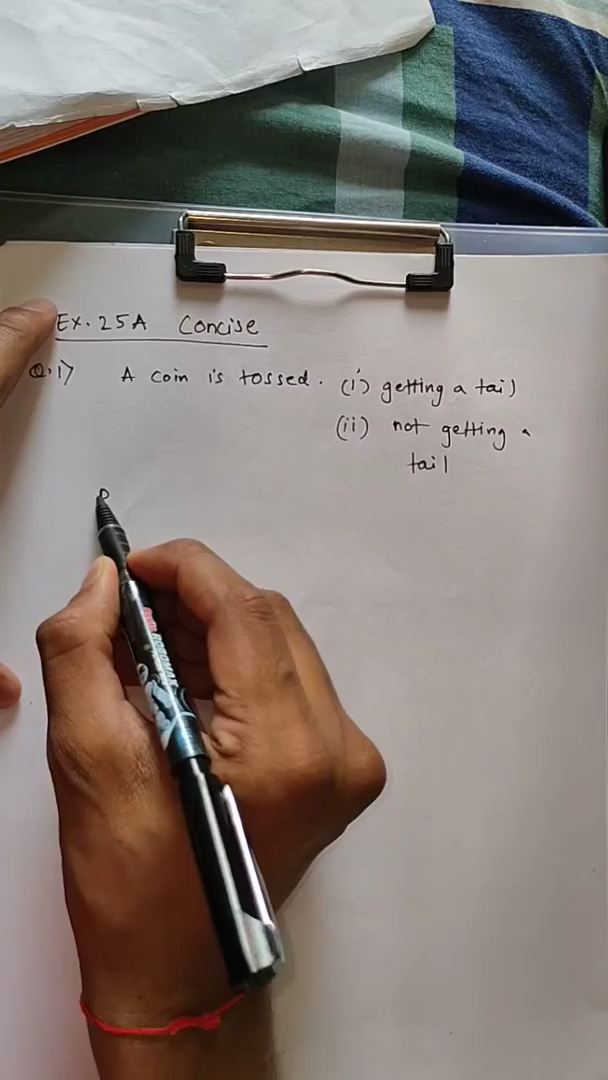 Ex. 25A Concise
Q.1) A coin is tossed. (i) getting a tail
(ii) not getting a
tail